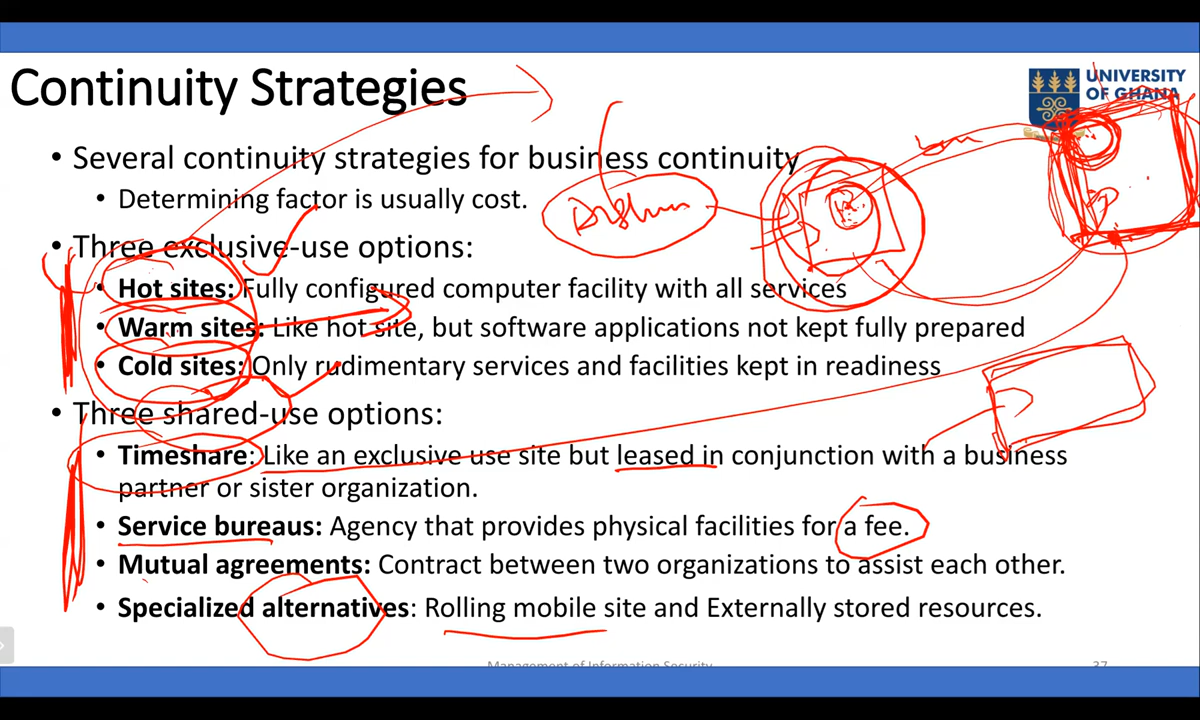 Continuity Strategies
UNIVERSITY
OF GHANA
• Several continuity strategies for business continuity
• Determining factor is usually cost.
• Three exclusive-use options:
• Hot sites: Fully configured computer facility with all services
• Warm sites: Like hot site, but software applications not kept fully prepared
• Cold sites: Only rudimentary services and facilities kept in readiness
• Three shared-use options:
• Timeshare: Like an exclusive use site but leased in conjunction with a business
partner or sister organization.
• Service bureaus: Agency that provides physical facilities for a fee.
• Mutual agreements: Contract between two organizations to assist each other.
• Specialized alternatives: Rolling mobile site and Externally stored resources.
Management of Information Security
37